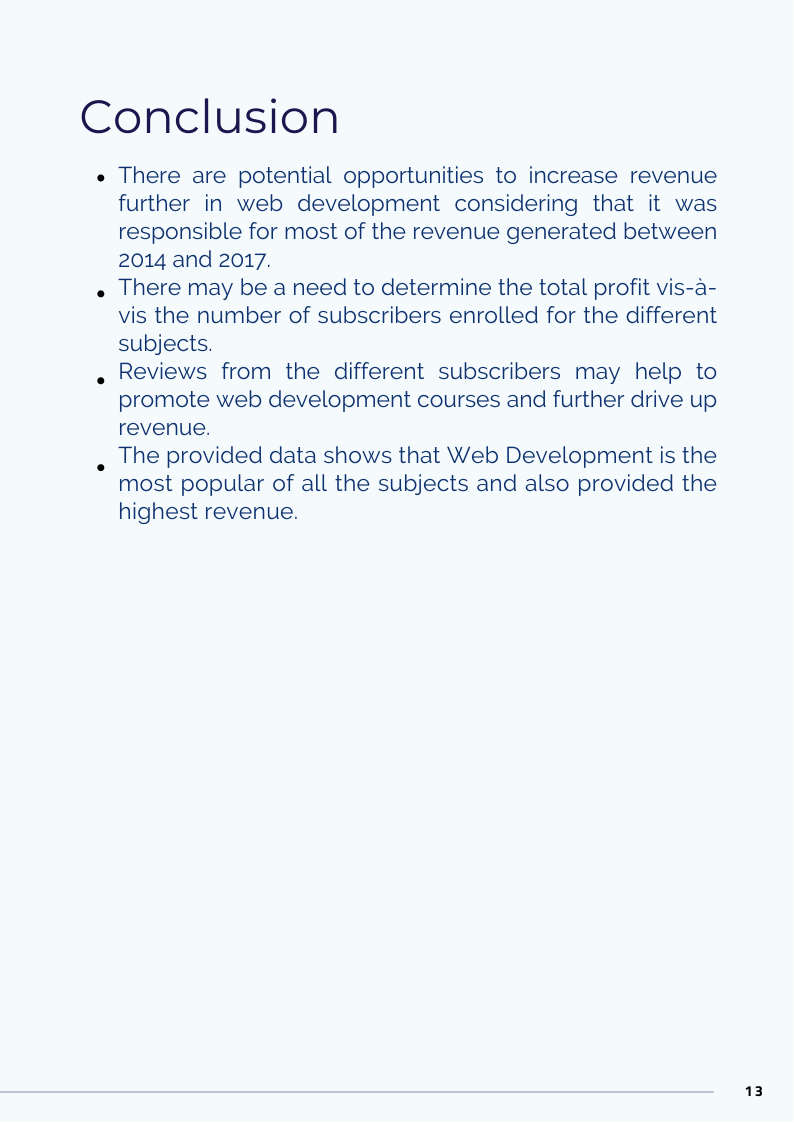 Conclusion
• There are potential opportunities to increase revenue
further in web development considering that it was
responsible for most of the revenue generated between
2014 and 2017.
• There may be a need to determine the total profit vis-à-
vis the number of subscribers enrolled for the different
subjects.
• Reviews from the different subscribers may help to
promote web development courses and further drive up
revenue.
• The provided data shows that Web Development is the
most popular of all the subjects and also provided the
highest revenue.
13